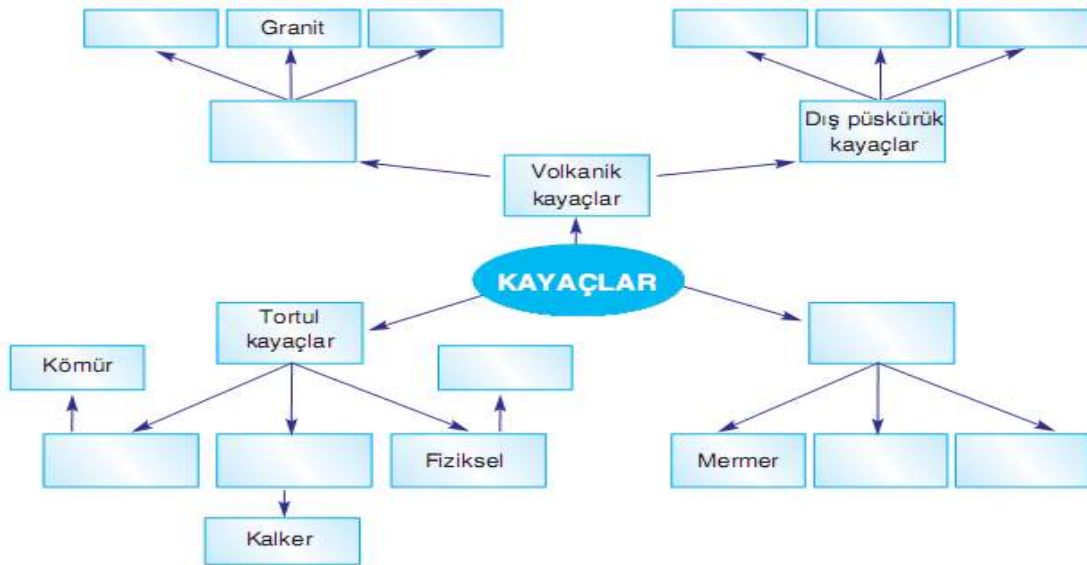 Granit
Dış püskürük
kayaçlar
Volkanik
kayaçlar
KAYAÇLAR
Tortul
kayaçlar
Kömür
Fiziksel
Mermer
Kalker